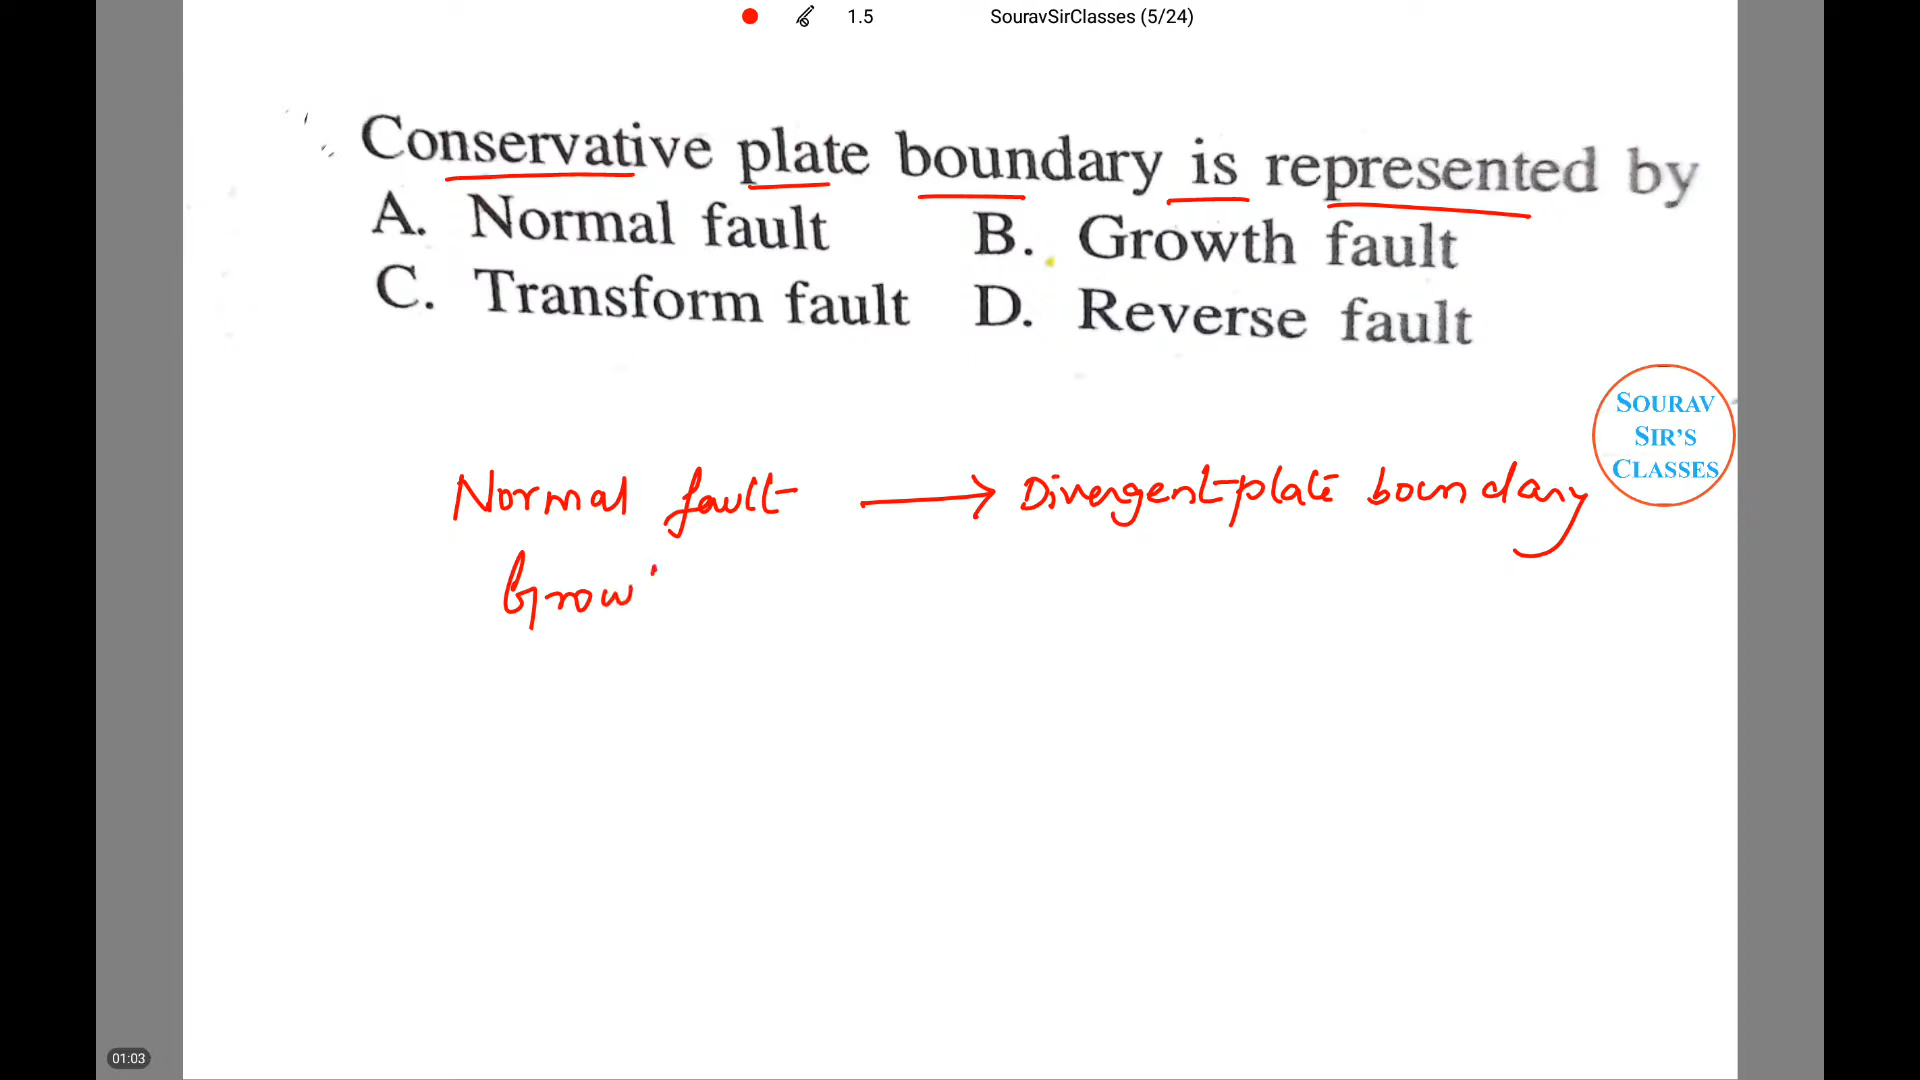 1.5 SouravSirClasses (5/24)
Conservative plate boundary is represented by
A. Normal fault B. Growth fault
C. Transform fault D. Reverse fault
SOURAV
SIR'S
CLASSES
Normal fault → Divergent plate boundary
Grow
01:03